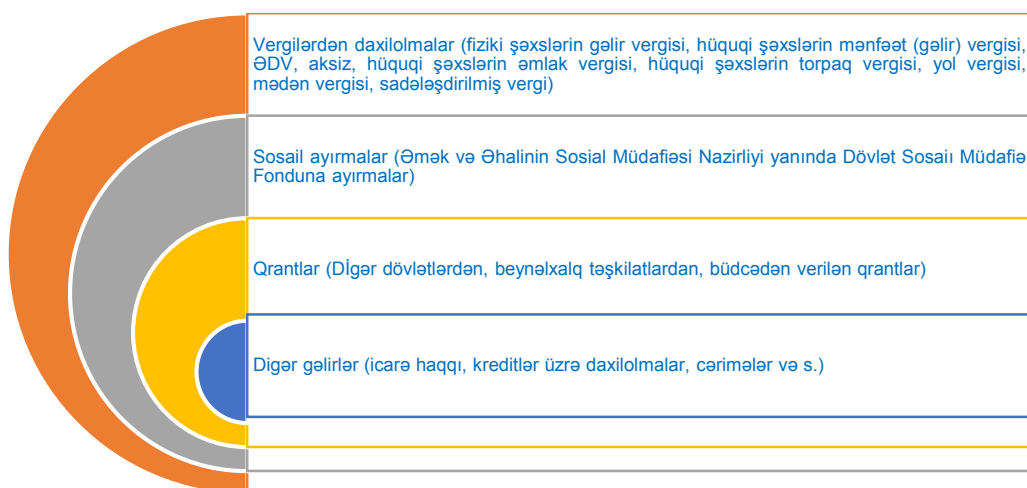 Vergilərdən daxilolmalar (fiziki şəxslərin gəlir vergisi, hüquqi şəxslərin mənfəət (gəlir) vergisi,
ƏDV, aksiz, hüquqi şəxslərin əmlak vergisi, hüquqi şəxslərin torpaq vergisi, yol vergisi,
mədən vergisi, sadələşdirilmiş vergi)
Sosail ayırmalar (Əmək və Əhalinin Sosial Müdafiəsi Nazirliyi yanında Dövlət Sosaiı Müdafiə
Fonduna ayırmalar)
Qrantlar (Dİgər dövlətlərdən, beynəlxalq təşkilatlardan, büdcədən verilən qrantlar)
Digər gəlirlər (icarə haqqı, kreditlər üzrə daxilolmalar, cərimələr və s.)